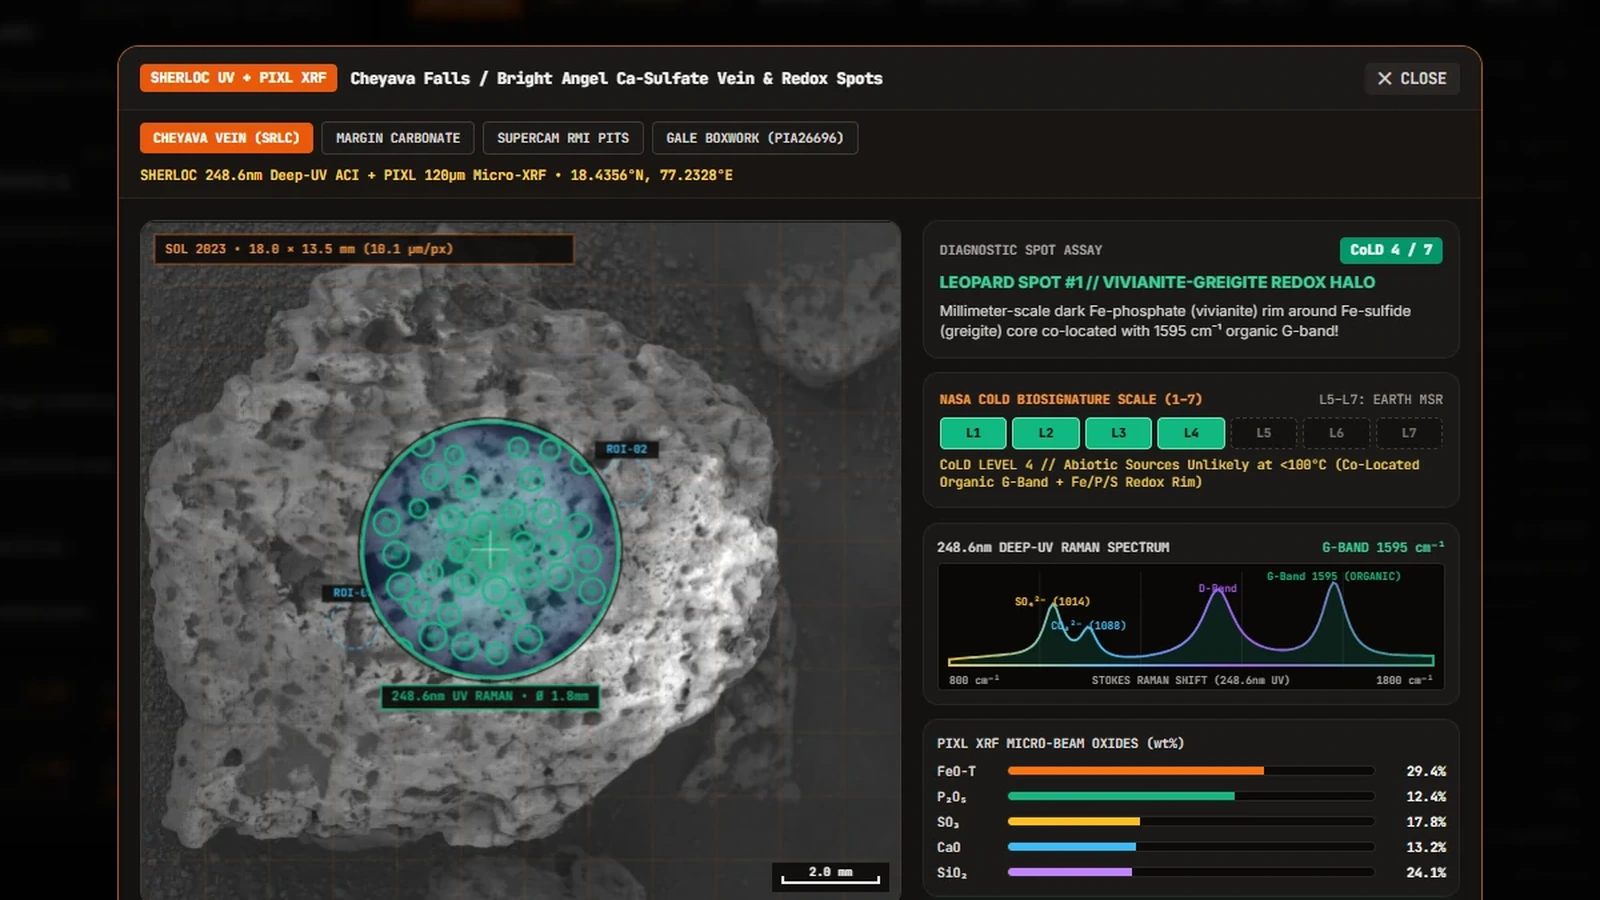 SHERLOC UV + PIXL XRF Cheyava Falls / Bright Angel Ca-Sulfate Vein & Redox Spots
✕ CLOSE
CHEYAVA VEIN (SRLC) MARGIN CARBONATE SUPERCAM RMI PITS GALE BOXWORK (PIA26696)
SHERLOC 248.6nm Deep-UV ACI + PIXL 120μm Micro-XRF • 18.4356°N, 77.2328°E
SOL 2023 • 18.0 × 13.5 mm (10.1 μm/px)
ROI-02
248.6nm UV RAMAN • Ø 1.8mm
2.0 mm
DIAGNOSTIC SPOT ASSAY CoLD 4 / 7
LEOPARD SPOT #1 // VIVIANITE-GREIGITE REDOX HALO
Millimeter-scale dark Fe-phosphate (vivianite) rim around Fe-sulfide
(greigite) core co-located with 1595 cm⁻¹ organic G-band!
NASA COLD BIOSIGNATURE SCALE (1–7) L5–L7: EARTH MSR
L1 L2 L3 L4 L5 L6 L7
CoLD LEVEL 4 // Abiotic Sources Unlikely at <100°C (Co-Located
Organic G-Band + Fe/P/S Redox Rim)
248.6nm DEEP-UV RAMAN SPECTRUM G-BAND 1595 cm⁻¹
G-Band 1595 (ORGANIC)
D-Band
SO₄²⁻ (1014)
CO₃²⁻ (1088)
800 cm⁻¹ STOKES RAMAN SHIFT (248.6nm UV) 1800 cm⁻¹
PIXL XRF MICRO-BEAM OXIDES (wt%)
FeO-T 29.4%
P₂O₅ 12.4%
SO₃ 17.8%
CaO 13.2%
SiO₂ 24.1%